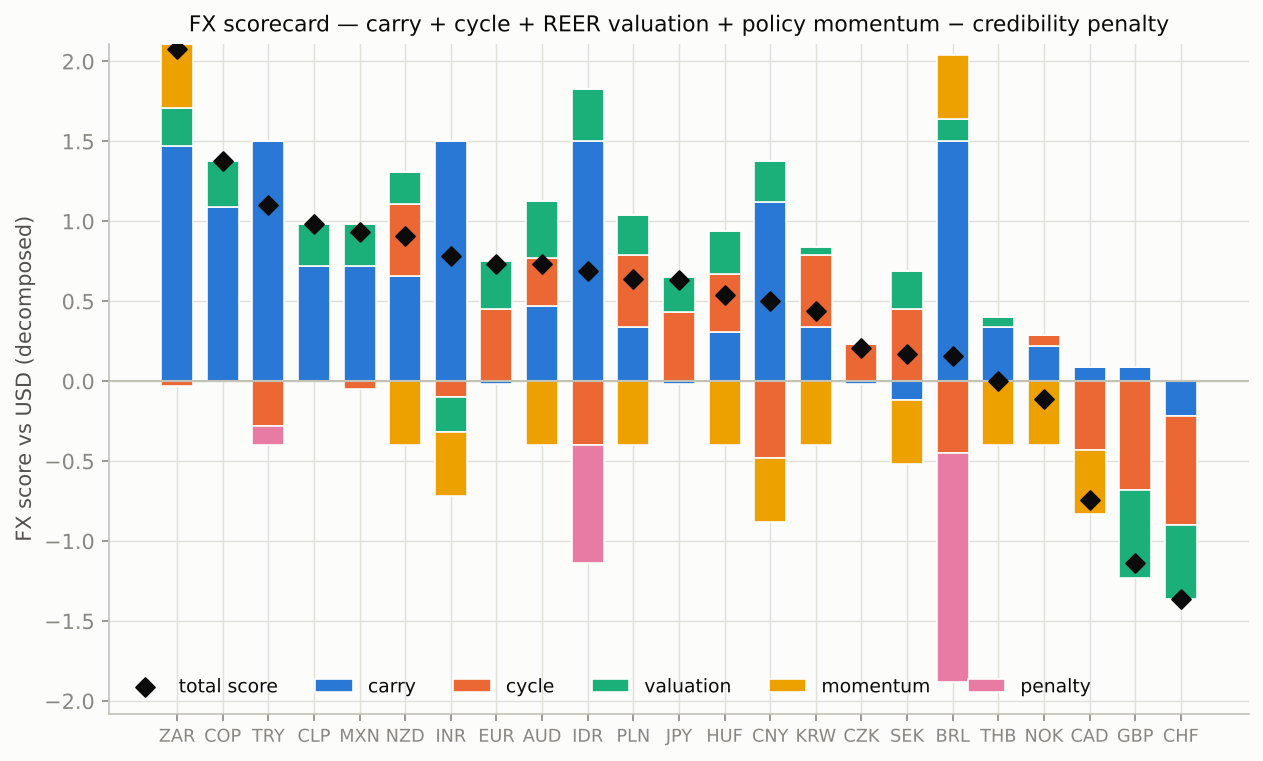 FX scorecard — carry + cycle + REER valuation + policy momentum − credibility penalty
FX score vs USD (decomposed)
2.0
1.5
1.0
0.5
0.0
−0.5
−1.0
−1.5
−2.0
total score carry cycle valuation momentum penalty
ZAR COP TRY CLP MXN NZD INR EUR AUD IDR PLN JPY HUF CNY KRW CZK SEK BRL THB NOK CAD GBP CHF